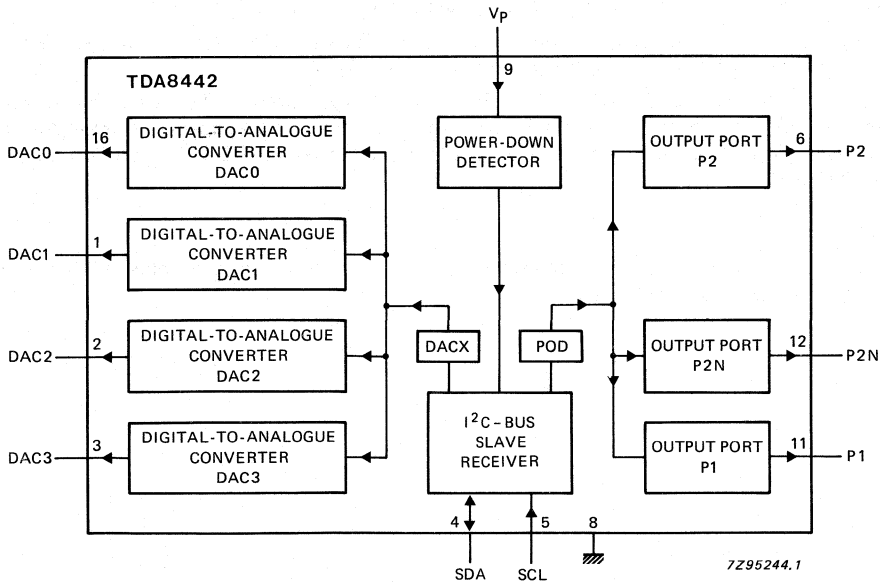 VP
9
TDA8442
DAC0
16
DIGITAL-TO-ANALOGUE
CONVERTER
DAC0
POWER-DOWN
DETECTOR
OUTPUT PORT
P2
6
P2
DAC1
1
DIGITAL-TO-ANALOGUE
CONVERTER
DAC1
DAC2
2
DIGITAL-TO-ANALOGUE
CONVERTER
DAC2
DACX
POD
OUTPUT PORT
P2N
12
P2N
DAC3
3
DIGITAL-TO-ANALOGUE
CONVERTER
DAC3
I²C-BUS
SLAVE
RECEIVER
OUTPUT PORT
P1
11
P1
4
5
8
SDA
SCL
7Z95244.1